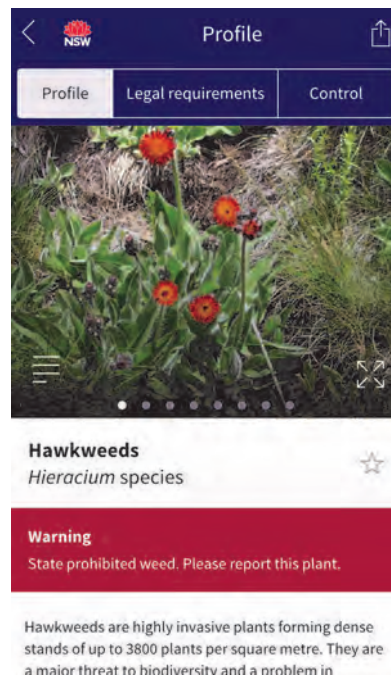 NSW
Profile
Profile
Legal requirements
Control
Hawkweeds
Hieracium species
Warning
State prohibited weed. Please report this plant.
Hawkweeds are highly invasive plants forming dense
stands of up to 3800 plants per square metre. They are
a major threat to biodiversity and a problem in